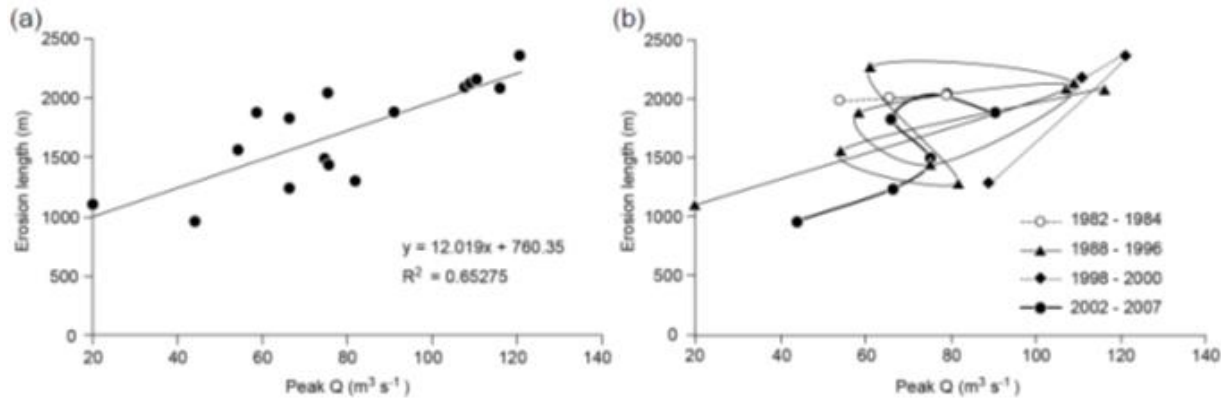 (a)
2500
2000
1500
1000
500
0
Erosion length (m)
y = 12.019x + 760.35
R² = 0.65275
20 40 60 80 100 120 140
Peak Q (m³ s⁻¹)
(b)
2500
2000
1500
1000
500
0
Erosion length (m)
1982 - 1984
1988 - 1996
1998 - 2000
2002 - 2007
20 40 60 80 100 120 140
Peak Q (m³ s⁻¹)